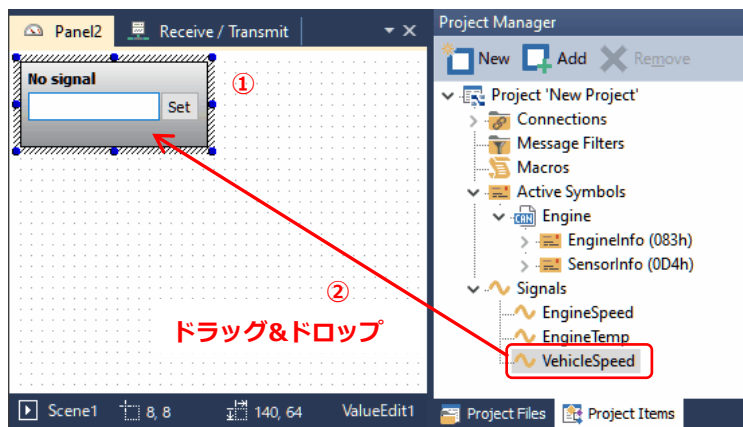 Panel2
Receive / Transmit
No signal
Set
①
②
ドラッグ&ドロップ
Scene1
8, 8
140, 64
ValueEdit1
Project Manager
New
Add
Remove
Project 'New Project'
Connections
Message Filters
Macros
Active Symbols
CAN
Engine
EngineInfo (083h)
SensorInfo (0D4h)
Signals
EngineSpeed
EngineTemp
VehicleSpeed
Project Files
Project Items